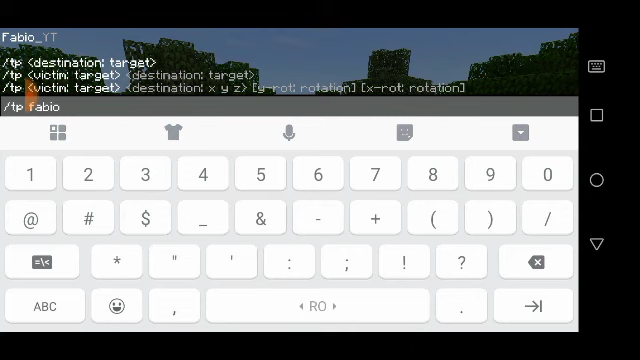 Fabio_YT
/tp <destination: target>
/tp <victim: target> <destination: target>
/tp <victim: target> <destination: x y z> [y-rot: rotation] [x-rot: rotation]
/tp fabio
1 2 3 4 5 6 7 8 9 0
@ # $ _ & - + ( ) /
=\< * " ' : ; ! ?
ABC , RO .